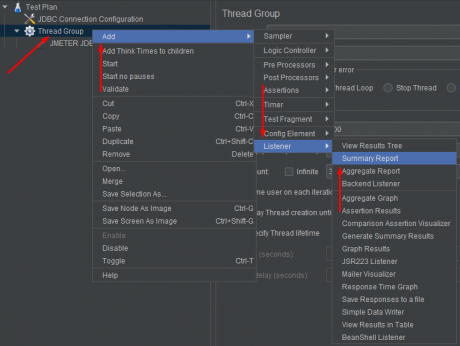 Test Plan
JDBC Connection Configuration
Thread Group
JMETER JDB
Thread Group
Add
Add Think Times to children
Start
Start no pauses
Validate
Cut Ctrl-X
Copy Ctrl-C
Paste Ctrl-V
Duplicate Ctrl+Shift-C
Remove Delete
Open...
Merge
Save Selection As...
Save Node As Image Ctrl-G
Save Screen As Image Ctrl+Shift-G
Enable
Disable
Toggle Ctrl-T
Help
Sampler
Logic Controller
Pre Processors
Post Processors
Assertions
Timer
Test Fragment
Config Element
Listener
error
Thread Loop
Stop Thread
00
Infinite
me user on each iteratio
ay Thread creation until
ecify Thread lifetime
(seconds):
delay (seconds):
View Results Tree
Summary Report
Aggregate Report
Backend Listener
Aggregate Graph
Assertion Results
Comparison Assertion Visualizer
Generate Summary Results
Graph Results
JSR223 Listener
Mailer Visualizer
Response Time Graph
Save Responses to a file
Simple Data Writer
View Results in Table
BeanShell Listener